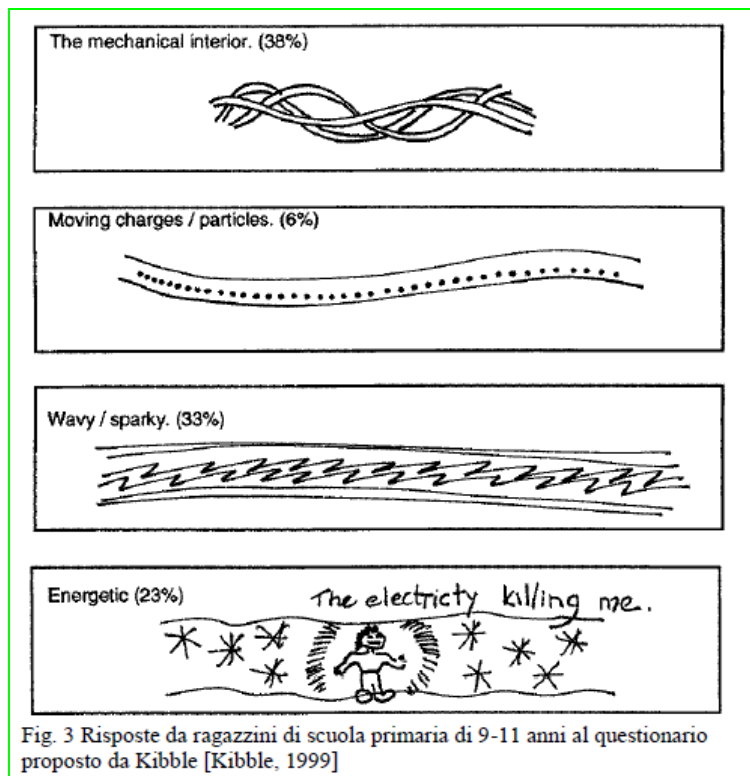 The mechanical interior. (38%)
Moving charges / particles. (6%)
Wavy / sparky. (33%)
Energetic (23%)
The electricty killing me.
Fig. 3 Risposte da ragazzini di scuola primaria di 9-11 anni al questionario
proposto da Kibble [Kibble, 1999]